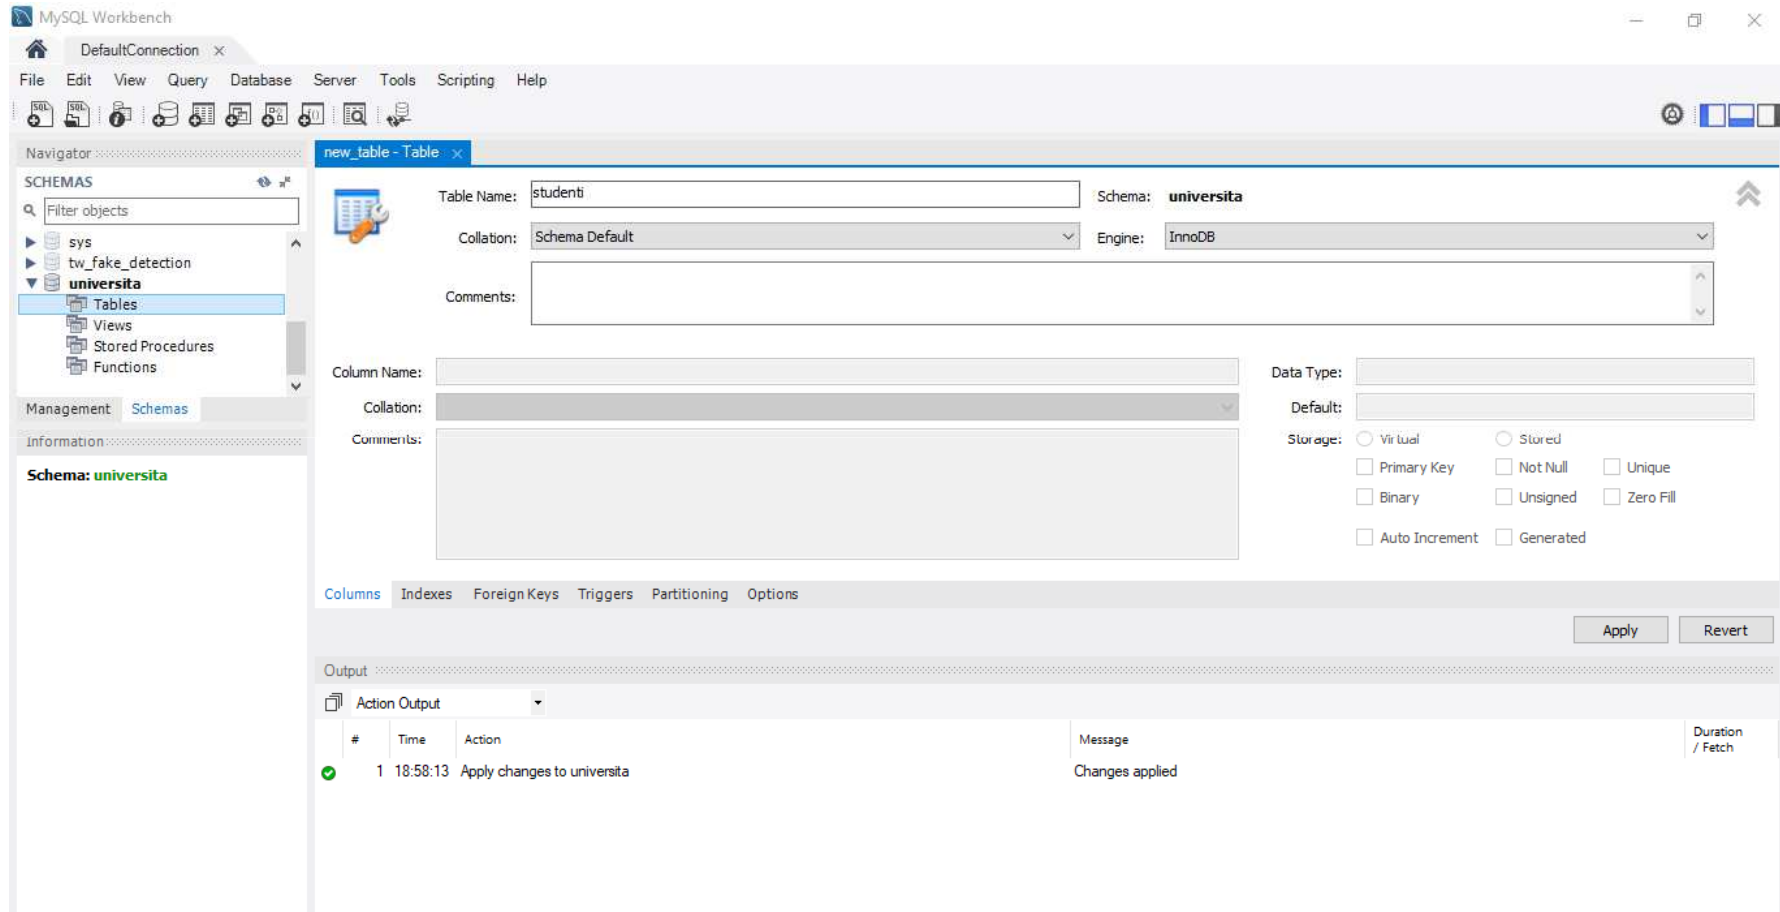 MySQL Workbench
DefaultConnection
File Edit View Query Database Server Tools Scripting Help
Navigator
SCHEMAS
Filter objects
sys
tw_fake_detection
universita
Tables
Views
Stored Procedures
Functions
Management Schemas
Information
Schema: universita
new_table - Table
Table Name: studenti Schema: universita
Collation: Schema Default Engine: InnoDB
Comments:
Column Name: Data Type:
Collation: Default:
Comments: Storage: Virtual Stored
Primary Key Not Null Unique
Binary Unsigned Zero Fill
Auto Increment Generated
Columns Indexes Foreign Keys Triggers Partitioning Options
Apply Revert
Output
Action Output
# Time Action Message Duration / Fetch
1 18:58:13 Apply changes to universita Changes applied